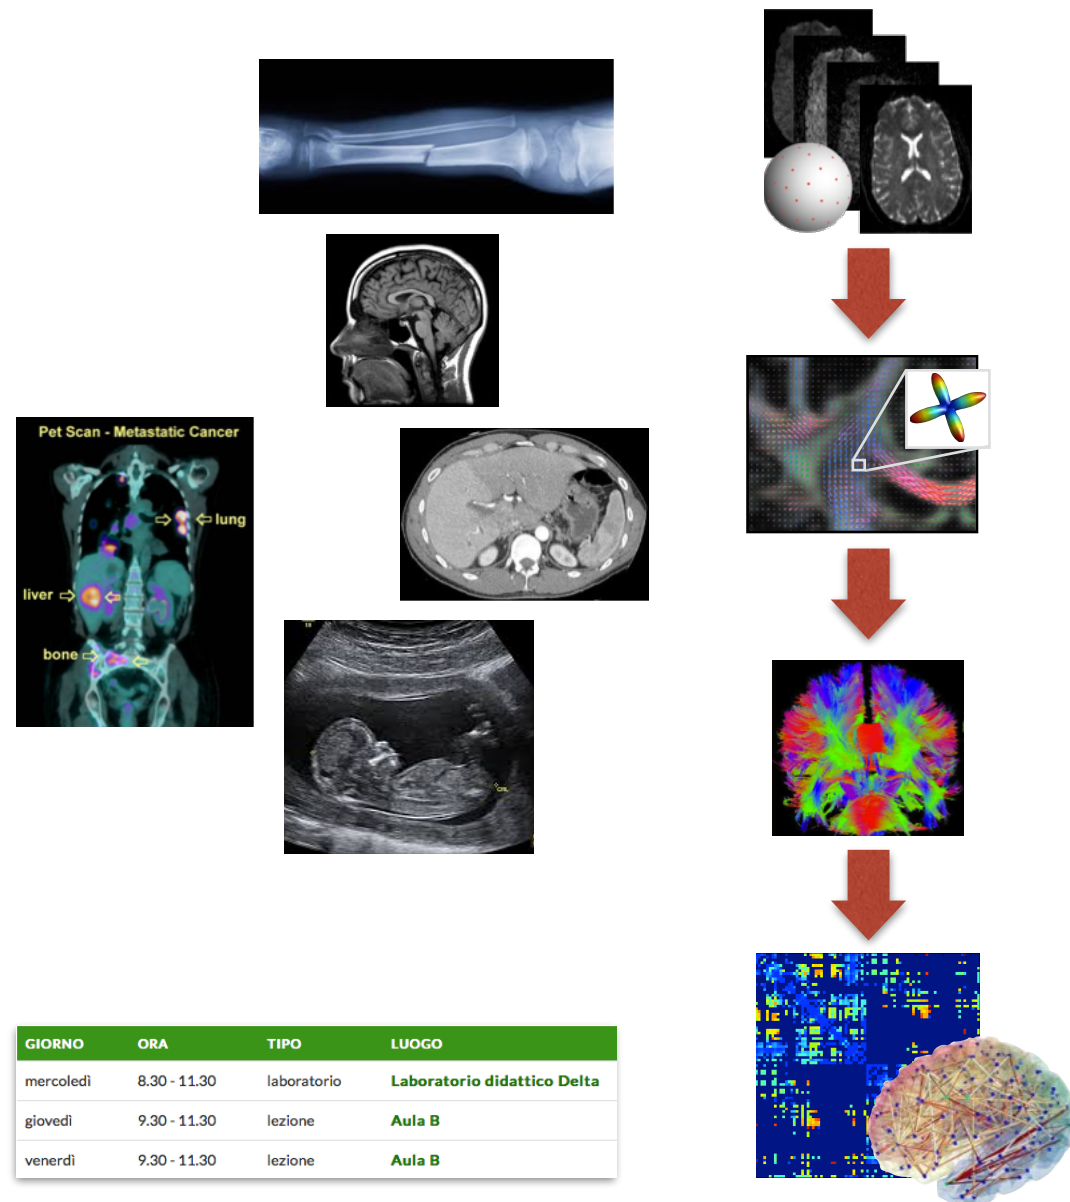 Pet Scan - Metastatic Cancer
lung
liver
bone
CRL
GIORNO ORA TIPO LUOGO
mercoledì 8.30 - 11.30 laboratorio Laboratorio didattico Delta
giovedì 9.30 - 11.30 lezione Aula B
venerdì 9.30 - 11.30 lezione Aula B